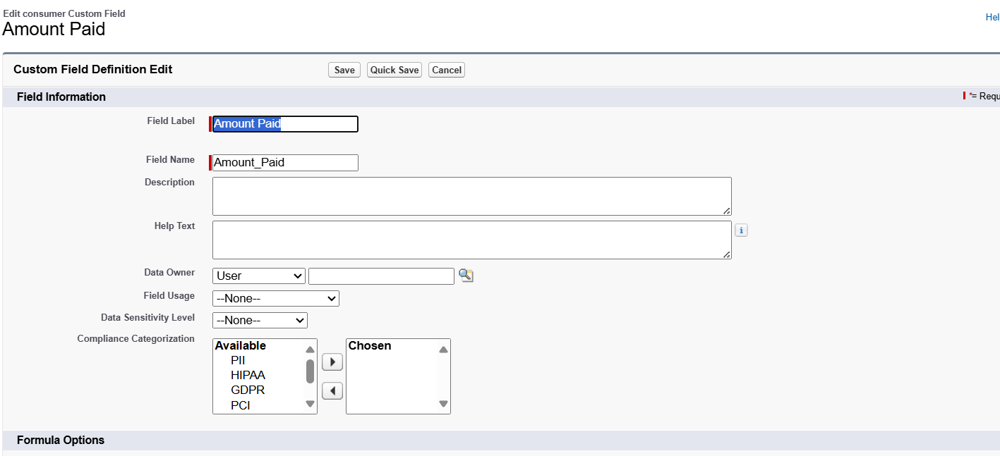 Edit consumer Custom Field
Amount Paid
Hel
Custom Field Definition Edit
Save
Quick Save
Cancel
Field Information
*= Requ
Field Label
Amount Paid
Field Name
Amount_Paid
Description
Help Text
i
Data Owner
User
Field Usage
--None--
Data Sensitivity Level
--None--
Compliance Categorization
Available
PII
HIPAA
GDPR
PCI
Chosen
Formula Options